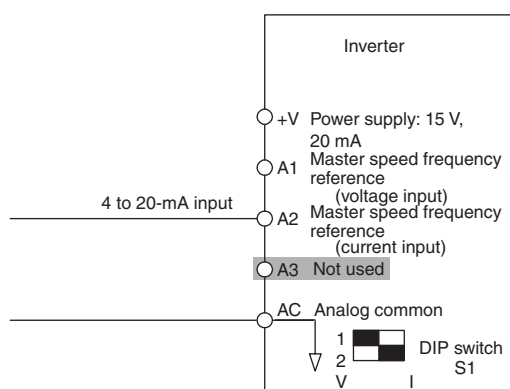 Inverter
+V Power supply: 15 V,
20 mA
A1 Master speed frequency
reference
(voltage input)
4 to 20-mA input
A2 Master speed frequency
reference
(current input)
A3 Not used
AC Analog common
1
2
DIP switch
S1
V I